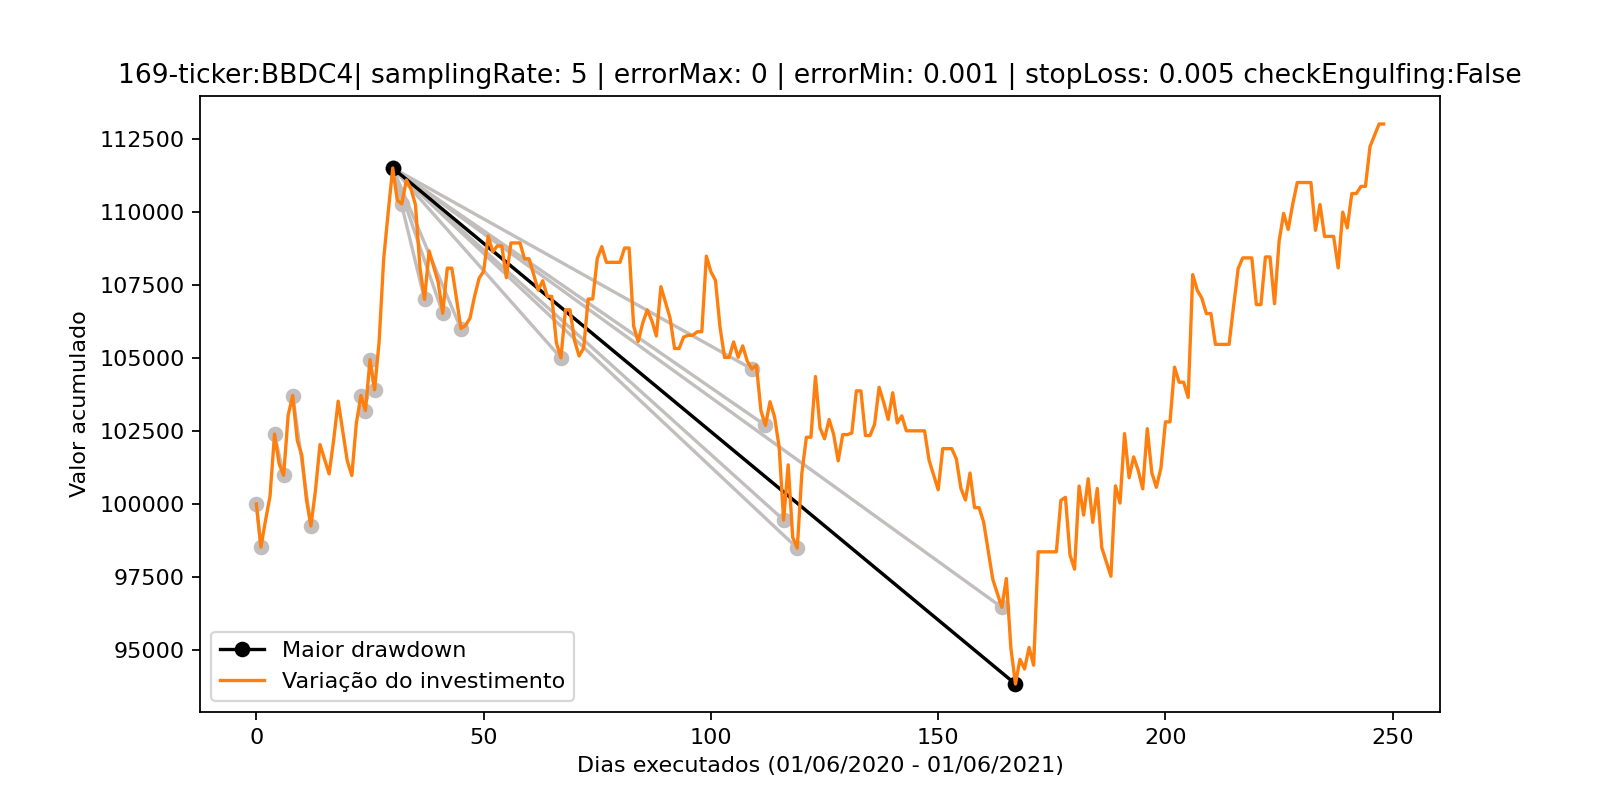 169-ticker:BBDC4| samplingRate: 5 | errorMax: 0 | errorMin: 0.001 | stopLoss: 0.005 checkEngulfing:False
112500
110000
107500
105000
102500
100000
97500
95000
Valor acumulado
Maior drawdown
Variação do investimento
0 50 100 150 200 250
Dias executados (01/06/2020 - 01/06/2021)